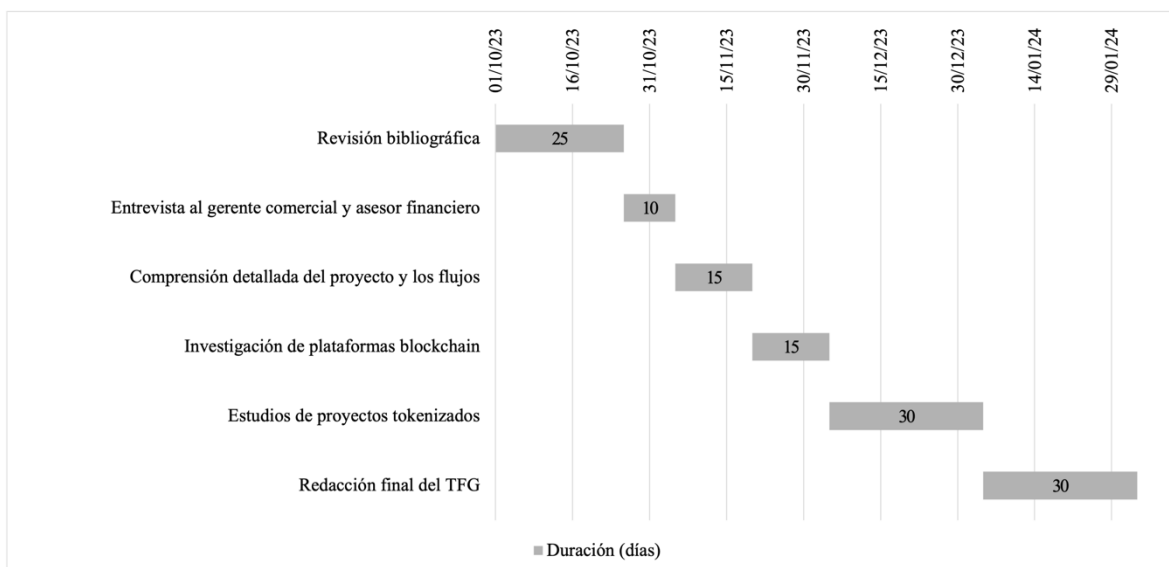 01/10/23
16/10/23
31/10/23
15/11/23
30/11/23
15/12/23
30/12/23
14/01/24
29/01/24
Revisión bibliográfica
25
Entrevista al gerente comercial y asesor financiero
10
Comprensión detallada del proyecto y los flujos
15
Investigación de plataformas blockchain
15
Estudios de proyectos tokenizados
30
Redacción final del TFG
30
Duración (días)